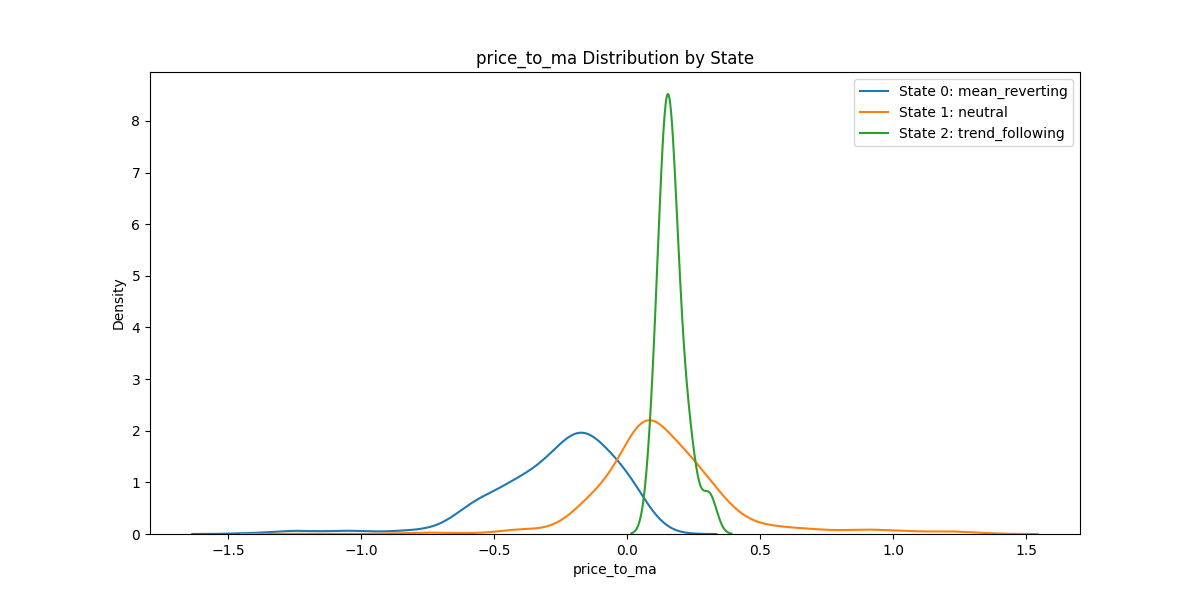 price_to_ma Distribution by State
State 0: mean_reverting
State 1: neutral
State 2: trend_following
Density
8
7
6
5
4
3
2
1
0
−1.5 −1.0 −0.5 0.0 0.5 1.0 1.5
price_to_ma